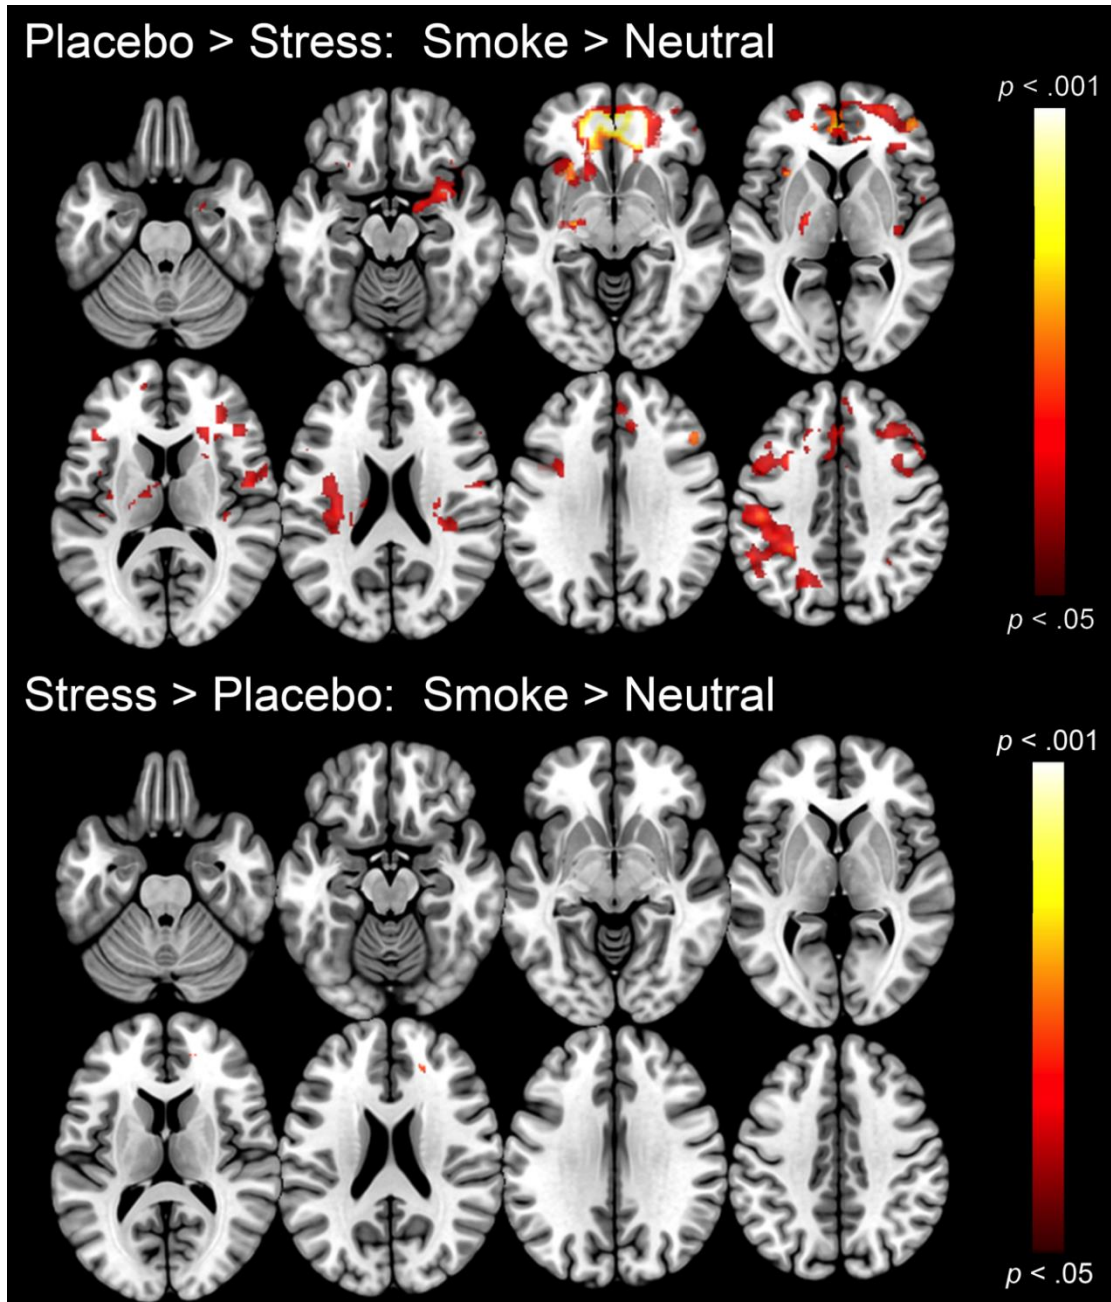 Placebo > Stress: Smoke > Neutral
p < .001
p < .05
Stress > Placebo: Smoke > Neutral
p < .001
p < .05